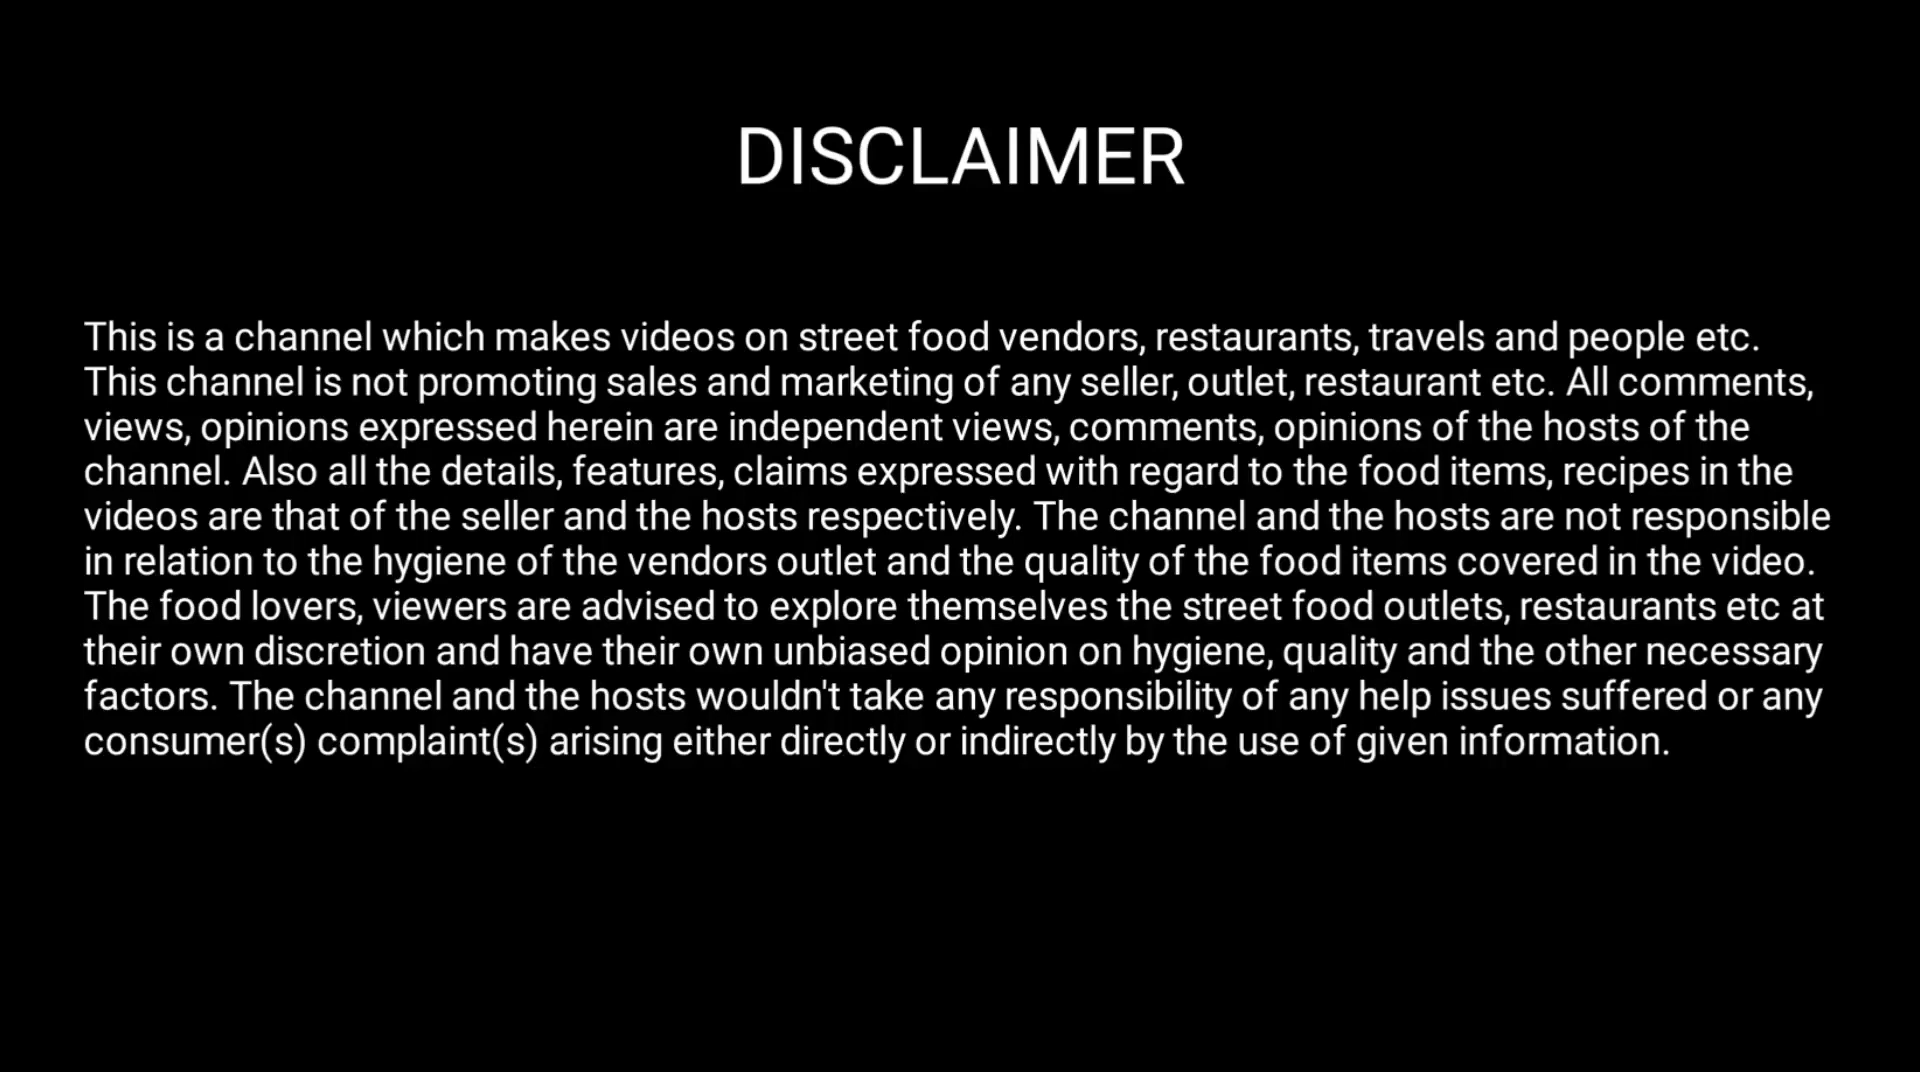 DISCLAIMER
This is a channel which makes videos on street food vendors, restaurants, travels and people etc.
This channel is not promoting sales and marketing of any seller, outlet, restaurant etc. All comments,
views, opinions expressed herein are independent views, comments, opinions of the hosts of the
channel. Also all the details, features, claims expressed with regard to the food items, recipes in the
videos are that of the seller and the hosts respectively. The channel and the hosts are not responsible
in relation to the hygiene of the vendors outlet and the quality of the food items covered in the video.
The food lovers, viewers are advised to explore themselves the street food outlets, restaurants etc at
their own discretion and have their own unbiased opinion on hygiene, quality and the other necessary
factors. The channel and the hosts wouldn't take any responsibility of any help issues suffered or any
consumer(s) complaint(s) arising either directly or indirectly by the use of given information.